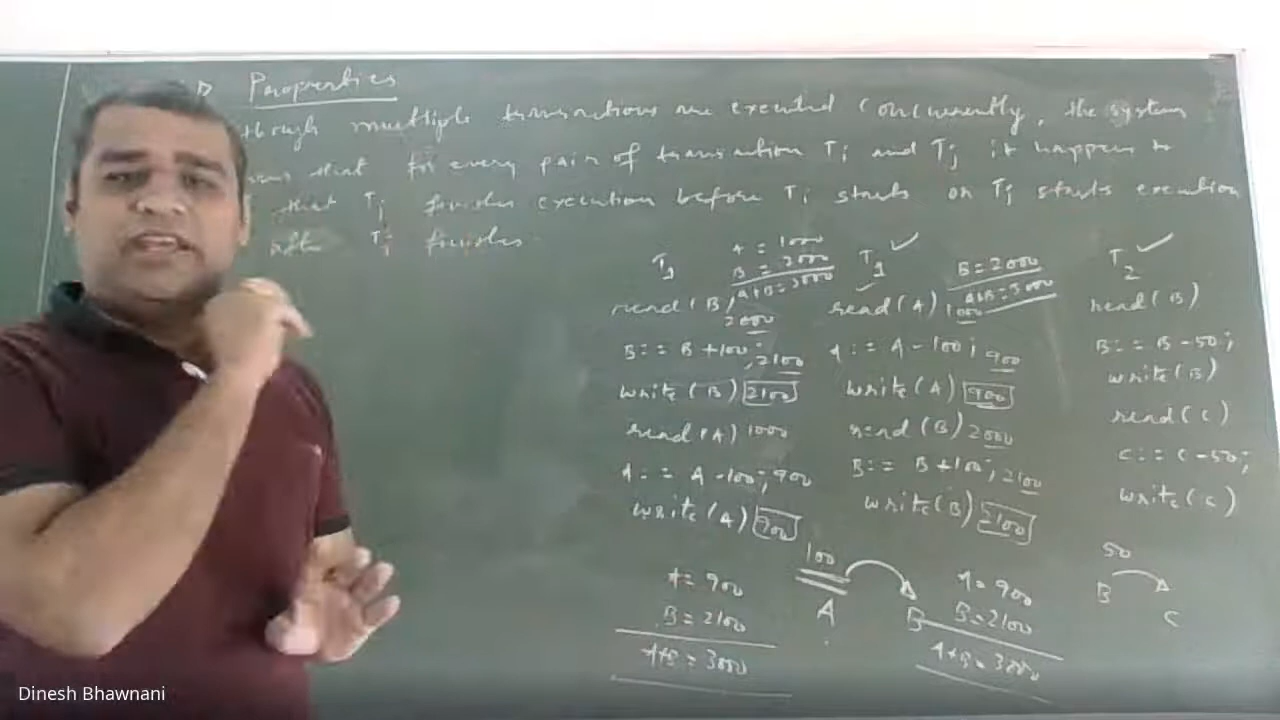 Properties
though multiple transactions are executed concurrently, the system
that for every pair of transaction Ti and Tj it happens to
that Tj finishes execution before Ti starts or Tj starts execution
after Ti finishes.
T1
A = 1000
B = 2000
A+B = 3000
read(B)
2000
B := B+100;
2100
write(B) 2100
read(A) 1000
A := A-100; 900
write(A) 900
A = 900
B = 2100
A+B = 3000
T1
B = 2000
A+B = 3000
read(A) 1000
A := A-100; 900
write(A) 900
read(B) 2000
B := B+100; 2100
write(B) 2100
100
A B
A = 900
B = 2100
A+B = 3000
T2
read(B)
B := B-50;
write(B)
read(C)
C := C-50;
write(C)
50
B C
Dinesh Bhawnani